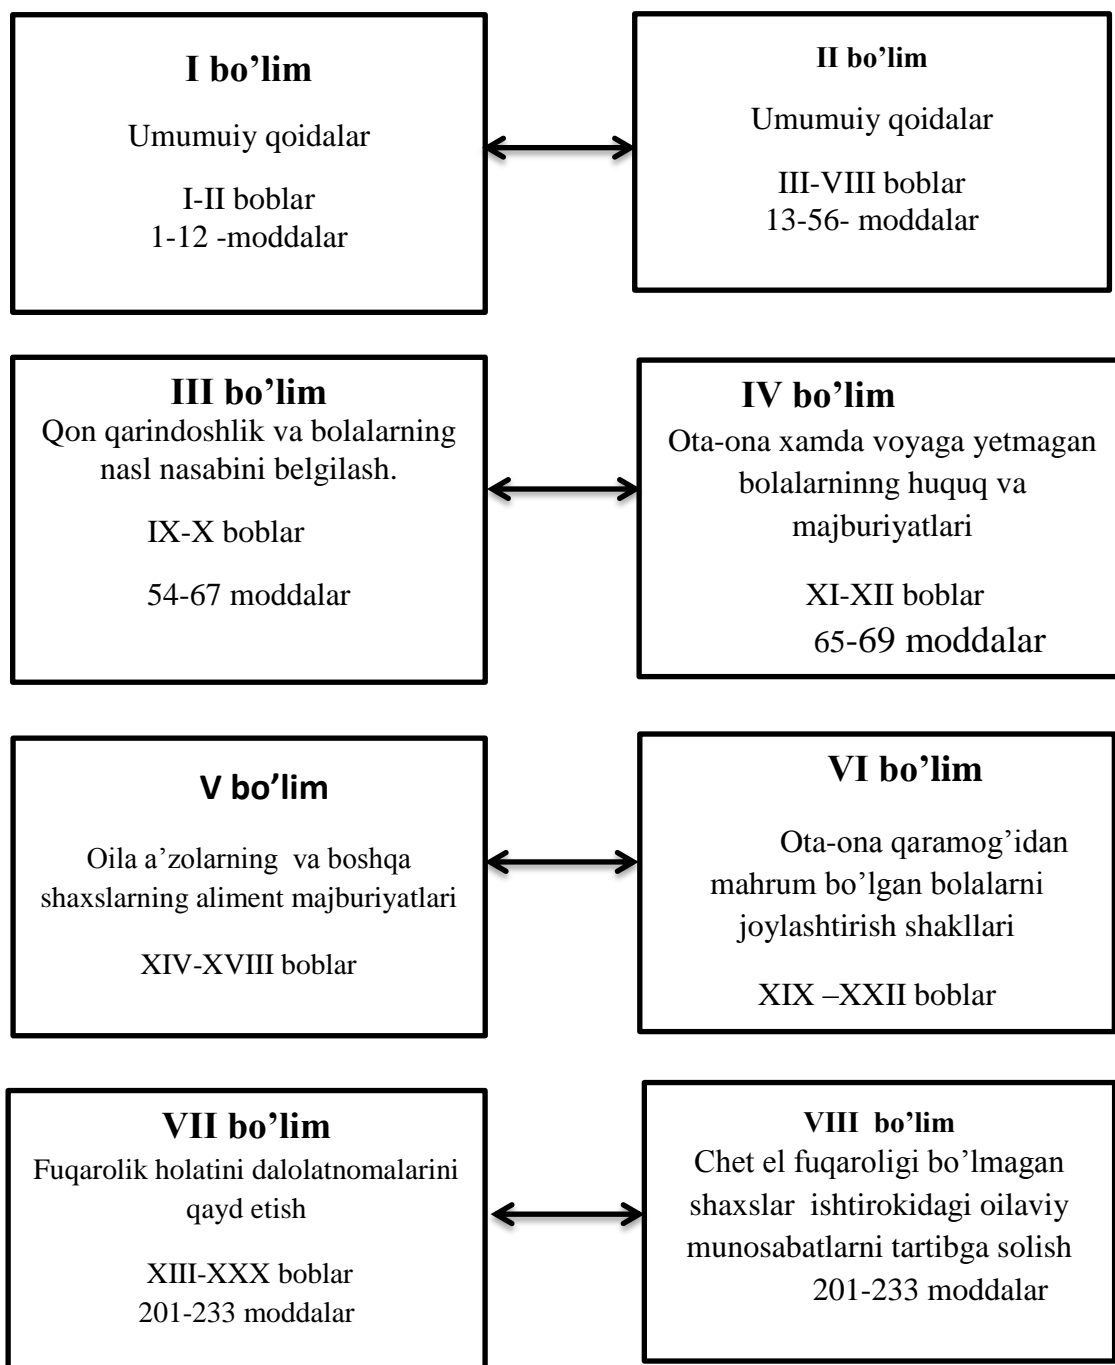 I bo’lim
Umumuiy qoidalar
I-II boblar
1-12 -moddalar
II bo’lim
Umumuiy qoidalar
III-VIII boblar
13-56- moddalar
III bo’lim
Qon qarindoshlik va bolalarning
nasl nasabini belgilash.
IX-X boblar
54-67 moddalar
IV bo’lim
Ota-ona xamda voyaga yetmagan
bolalarninng huquq va
majburiyatlari
XI-XII boblar
65-69 moddalar
V bo’lim
Oila a’zolarning va boshqa
shaxslarning aliment majburiyatlari
XIV-XVIII boblar
VI bo’lim
Ota-ona qaramog’idan
mahrum bo’lgan bolalarni
joylashtirish shakllari
XIX –XXII boblar
VII bo’lim
Fuqarolik holatini dalolatnomalarini
qayd etish
XIII-XXX boblar
201-233 moddalar
VIII bo’lim
Chet el fuqaroligi bo’lmagan
shaxslar ishtirokidagi oilaviy
munosabatlarni tartibga solish
201-233 moddalar